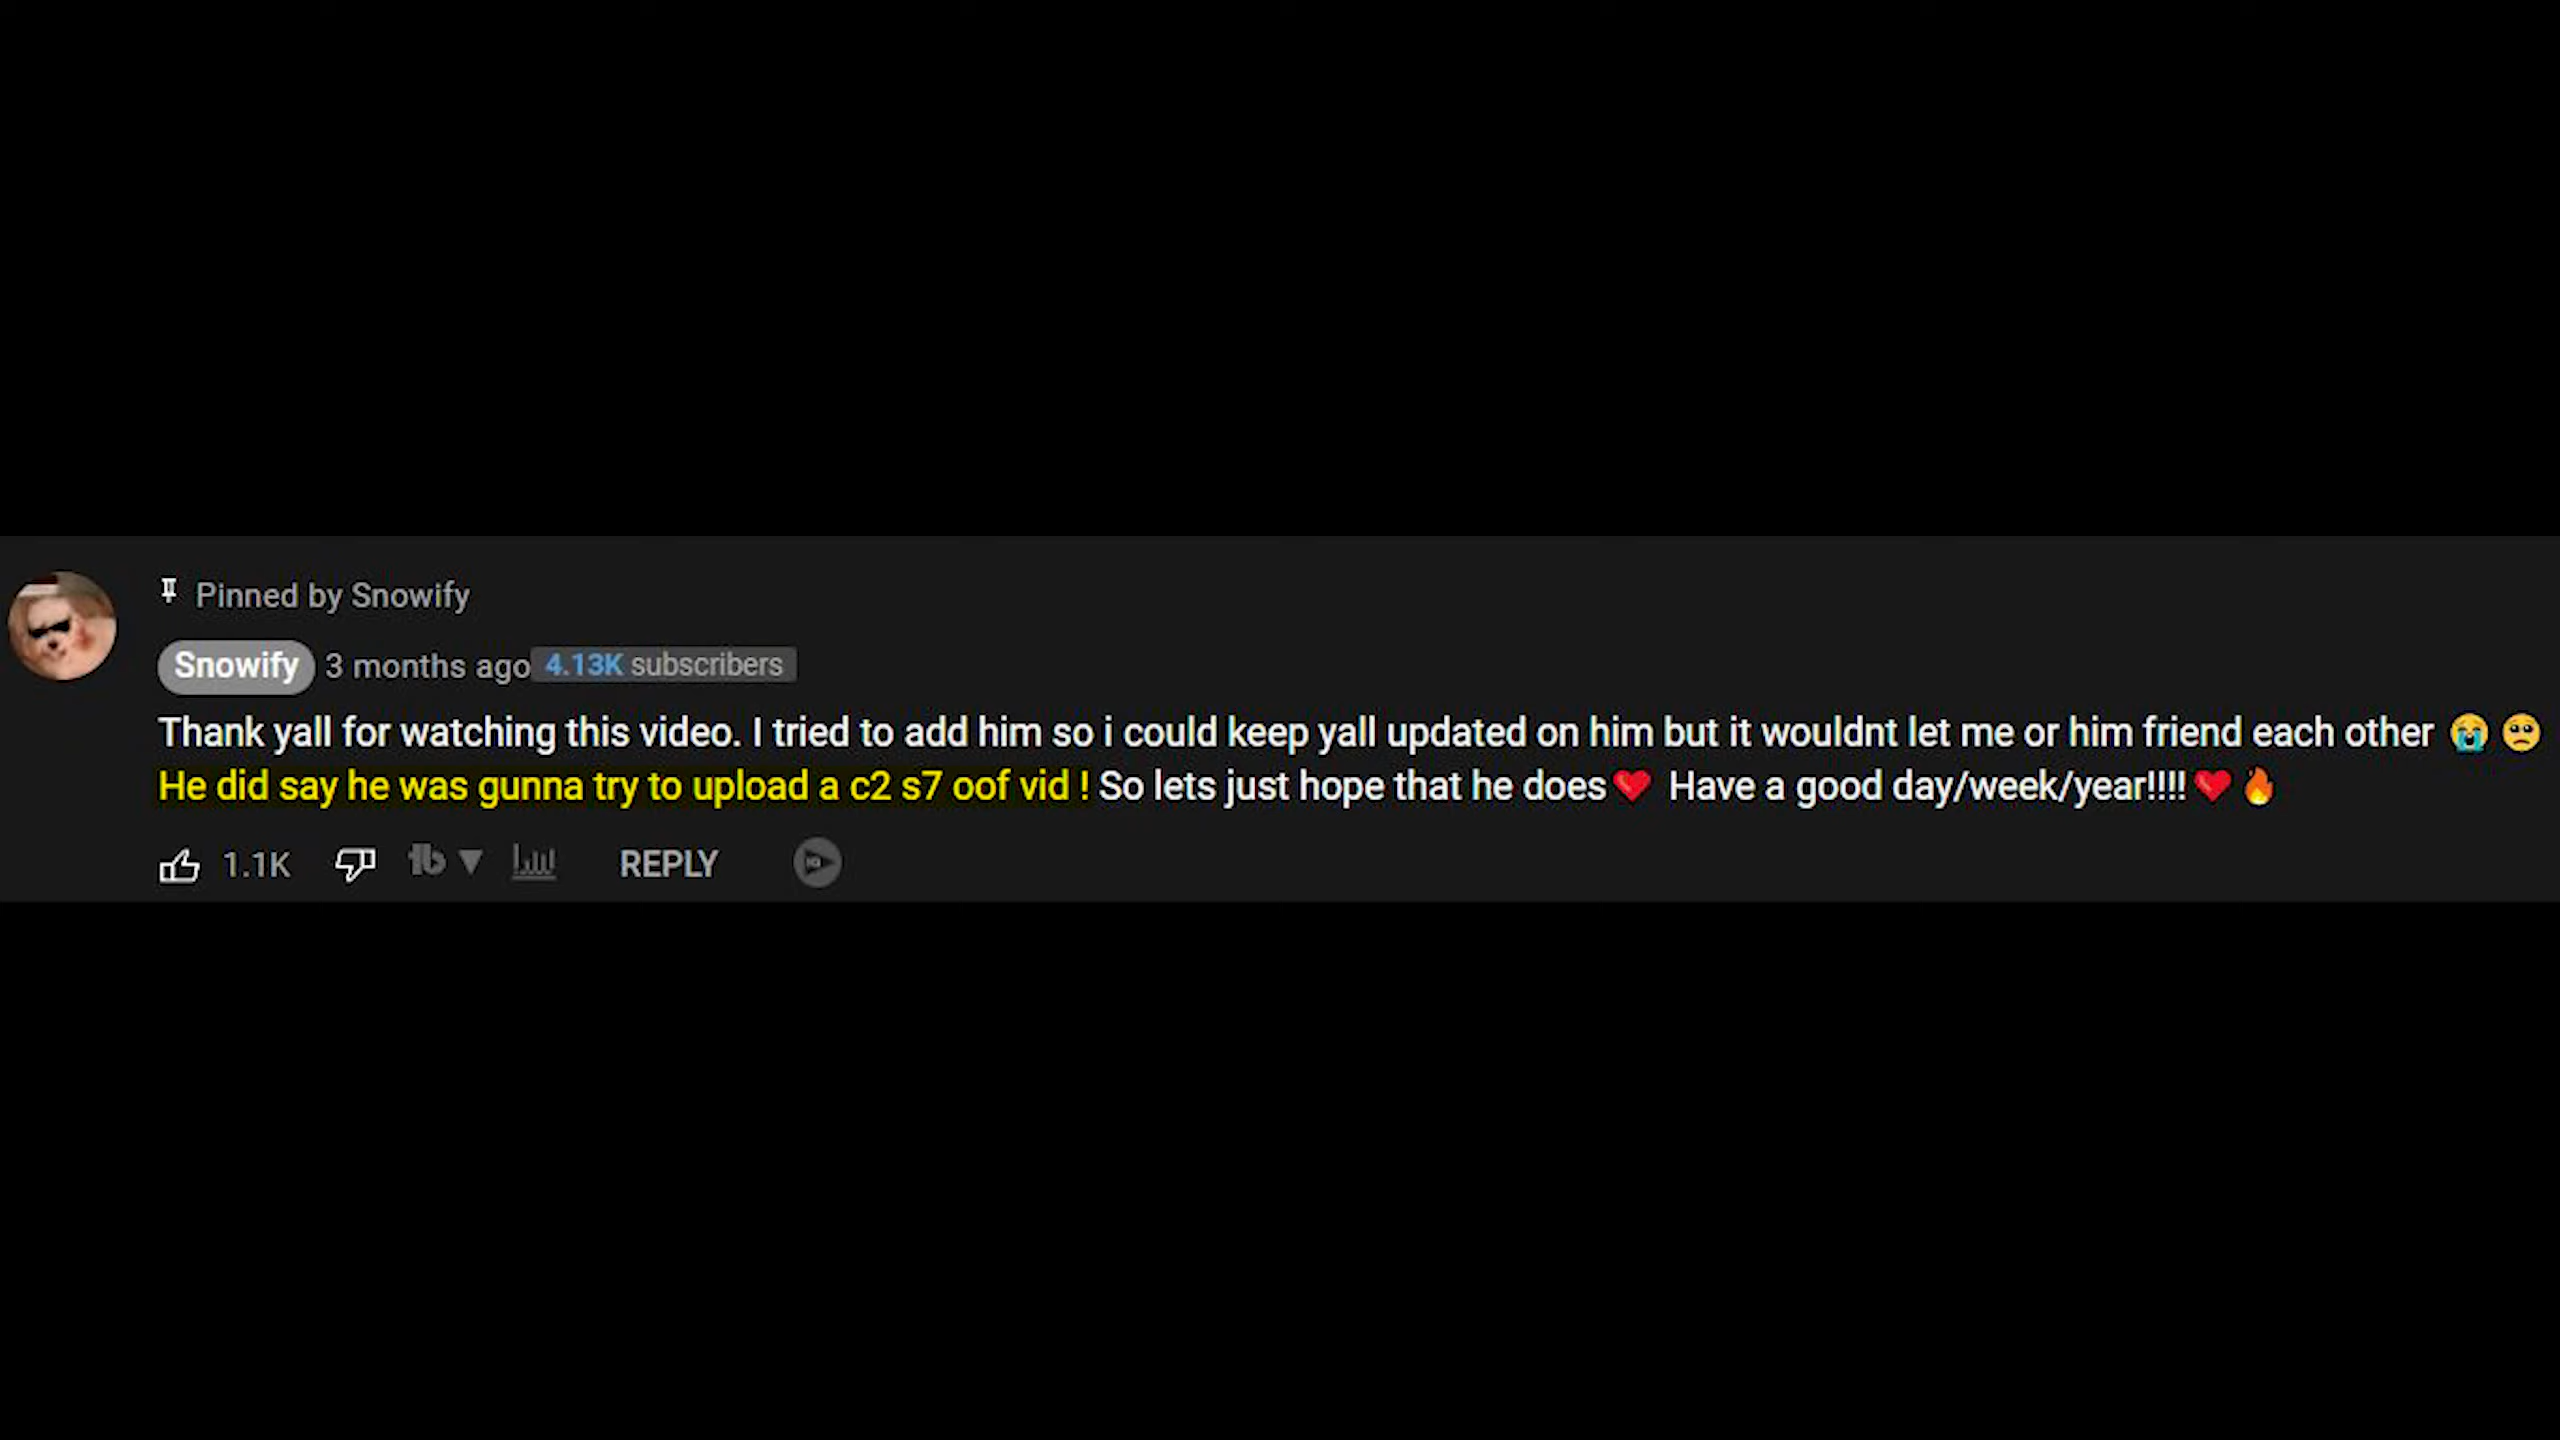 Pinned by Snowify
Snowify 3 months ago 4.13K subscribers
Thank yall for watching this video. I tried to add him so i could keep yall updated on him but it wouldnt let me or him friend each other 😭 🥺
He did say he was gunna try to upload a c2 s7 oof vid ! So lets just hope that he does❤️ Have a good day/week/year!!!!❤️🔥
1.1K tb REPLY